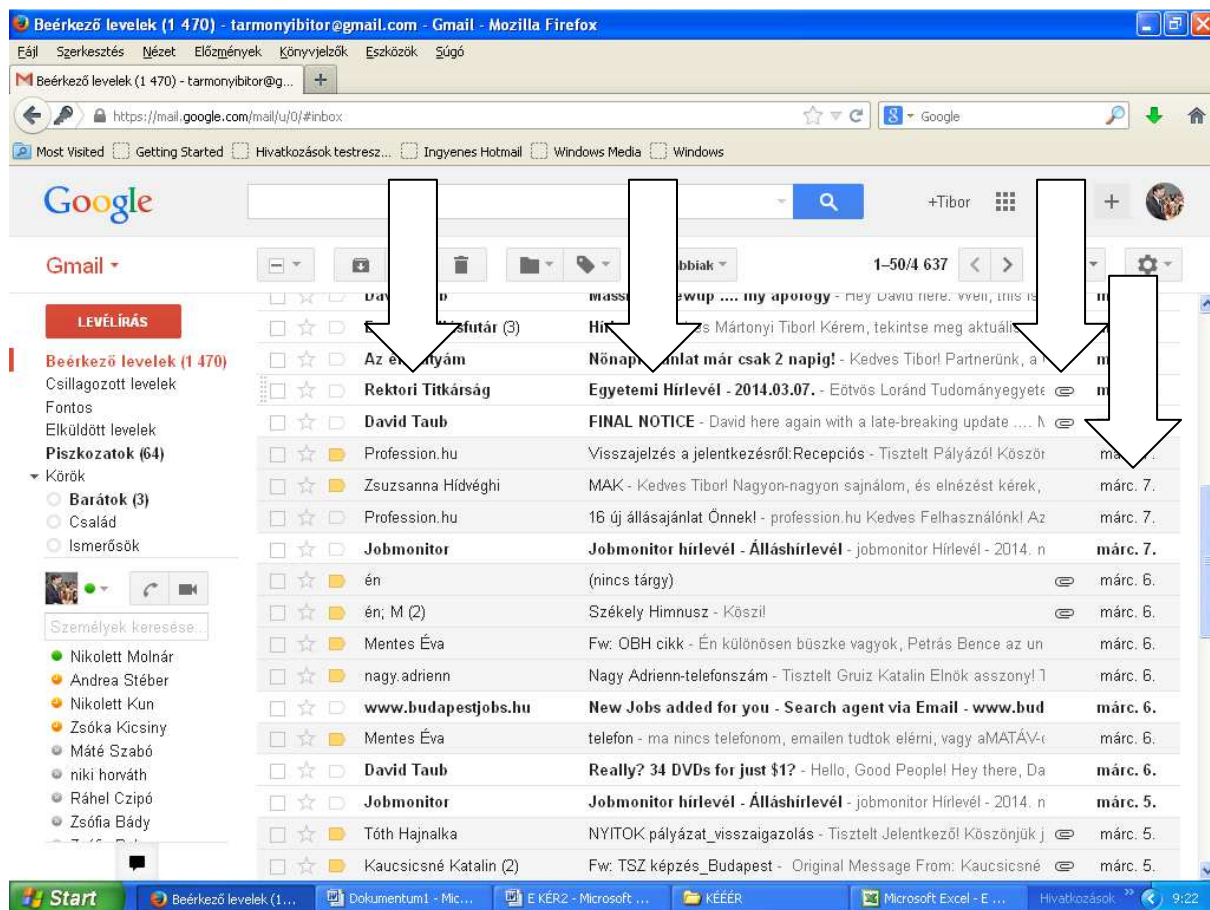 Beérkező levelek (1 470) - tarmonyibitor@gmail.com - Gmail - Mozilla Firefox
Fájl Szerkesztés Nézet Előzmények Könyvjelzők Eszközök Súgó
Beérkező levelek (1 470) - tarmonyibitor@g... +
https://mail.google.com/mail/u/0/#inbox Google
Most Visited Getting Started Hivatkozások testresz... Ingyenes Hotmail Windows Media Windows
Google +Tibor
Gmail 1–50/4 637
LEVÉLÍRÁS
Beérkező levelek (1 470)
Csillagozott levelek
Fontos
Elküldött levelek
Piszkozatok (64)
Körök
Barátok (3)
Család
Ismerősök
Személyek keresése...
Nikolett Molnár
Andrea Stéber
Nikolett Kun
Zsóka Kicsiny
Máté Szabó
niki horváth
Ráhel Czipó
Zsófia Bády
my apology - Hey David here. Well, this is
(3) Mártonyi Tibor! Kérem, tekintse meg aktuális
Az már csak 2 napig! - Kedves Tibor! Partnerünk, a
Rektori Titkárság Egyetemi Hírlevél - 2014.03.07. - Eötvös Loránd Tudományegyete
David Taub FINAL NOTICE - David here again with a late-breaking update ....
Profession.hu Visszajelzés a jelentkezésről:Recepciós - Tisztelt Pályázó! Köször
Zsuzsanna Hídvéghi MAK - Kedves Tibor! Nagyon-nagyon sajnálom, és elnézést kérek, márc. 7.
Profession.hu 16 új állásajánlat Önnek! - profession.hu Kedves Felhasználónk! Az márc. 7.
Jobmonitor Jobmonitor hírlevél - Álláshírlevél - jobmonitor Hírlevél - 2014. n márc. 7.
én (nincs tárgy) márc. 6.
én; M (2) Székely Himnusz - Köszi! márc. 6.
Mentes Éva Fw: OBH cikk - Én különösen büszke vagyok, Petrás Bence az un márc. 6.
nagy.adrienn Nagy Adrienn-telefonszám - Tisztelt Gruiz Katalin Elnök asszony! márc. 6.
www.budapestjobs.hu New Jobs added for you - Search agent via Email - www.bud márc. 6.
Mentes Éva telefon - ma nincs telefonom, emailen tudtok elérni, vagy aMATÁV-( márc. 6.
David Taub Really? 34 DVDs for just $1? - Hello, Good People! Hey there, Da márc. 6.
Jobmonitor Jobmonitor hírlevél - Álláshírlevél - jobmonitor Hírlevél - 2014. n márc. 5.
Tóth Hajnalka NYITOK pályázat_visszaigazolás - Tisztelt Jelentkező! Köszönjük j márc. 5.
Kaucsicsné Katalin (2) Fw: TSZ képzés_Budapest - Original Message From: Kaucsicsné márc. 5.
Start Beérkező levelek (1... Dokumentum1 - Mic... E KÉR2 - Microsoft ... KÉÉÉR Microsoft Excel - E ... Hivatkozások » 9:22